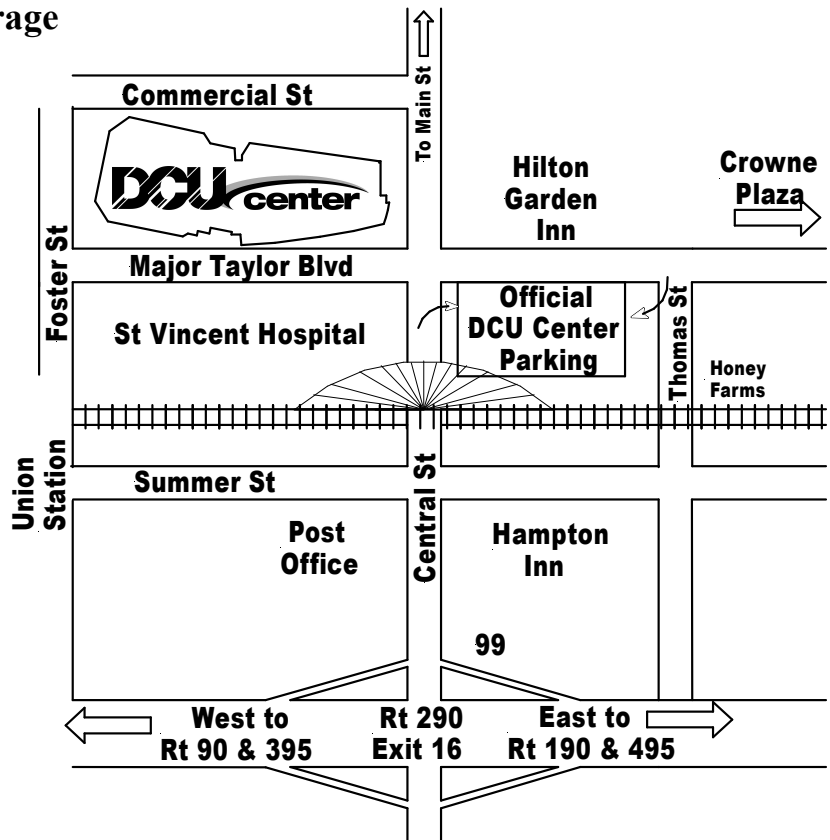 rage
Commercial St
To Main St
DCU center
Hilton
Garden
Inn
Crowne
Plaza
Foster St
Major Taylor Blvd
St Vincent Hospital
Official
DCU Center
Parking
Thomas St
Honey
Farms
Union
Station
Summer St
Central St
Post
Office
Hampton
Inn
99
West to
Rt 90 & 395
Rt 290
Exit 16
East to
Rt 190 & 495